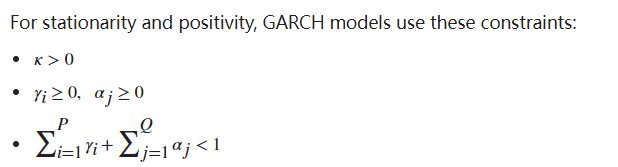 For stationarity and positivity, GARCH models use these constraints:
• κ > 0
• γi ≥ 0, αj ≥ 0
• ∑_{i=1}^{P} γi + ∑_{j=1}^{Q} αj < 1